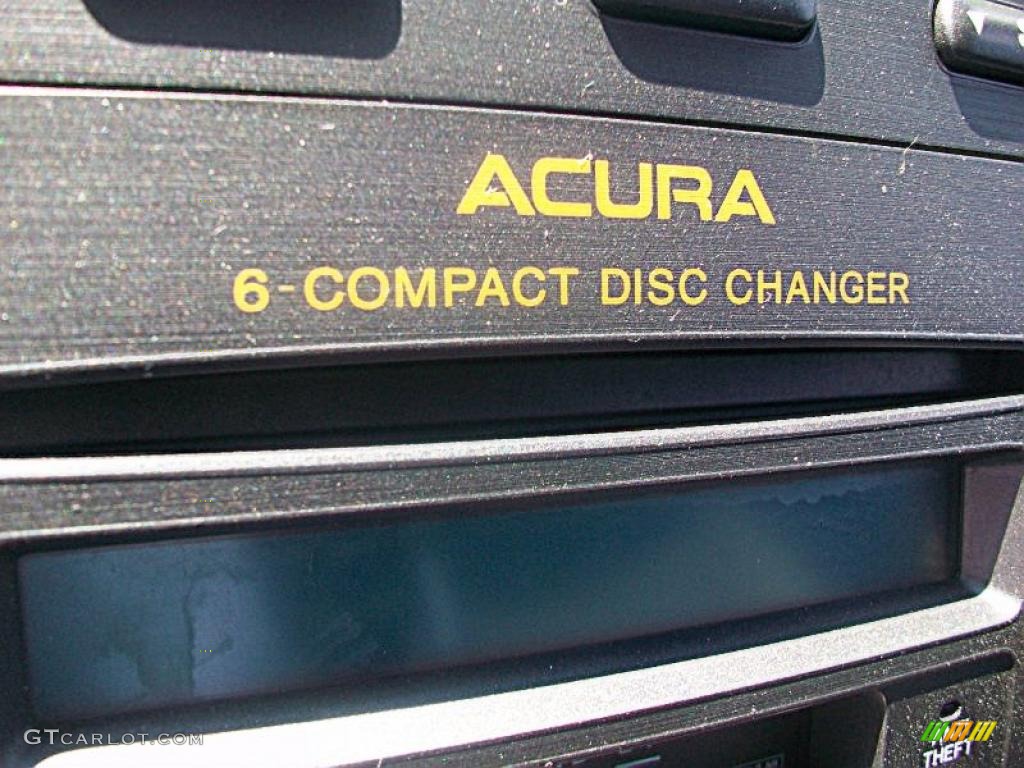 ACURA
6-COMPACT DISC CHANGER
GTCARLOT.COM
THEFT